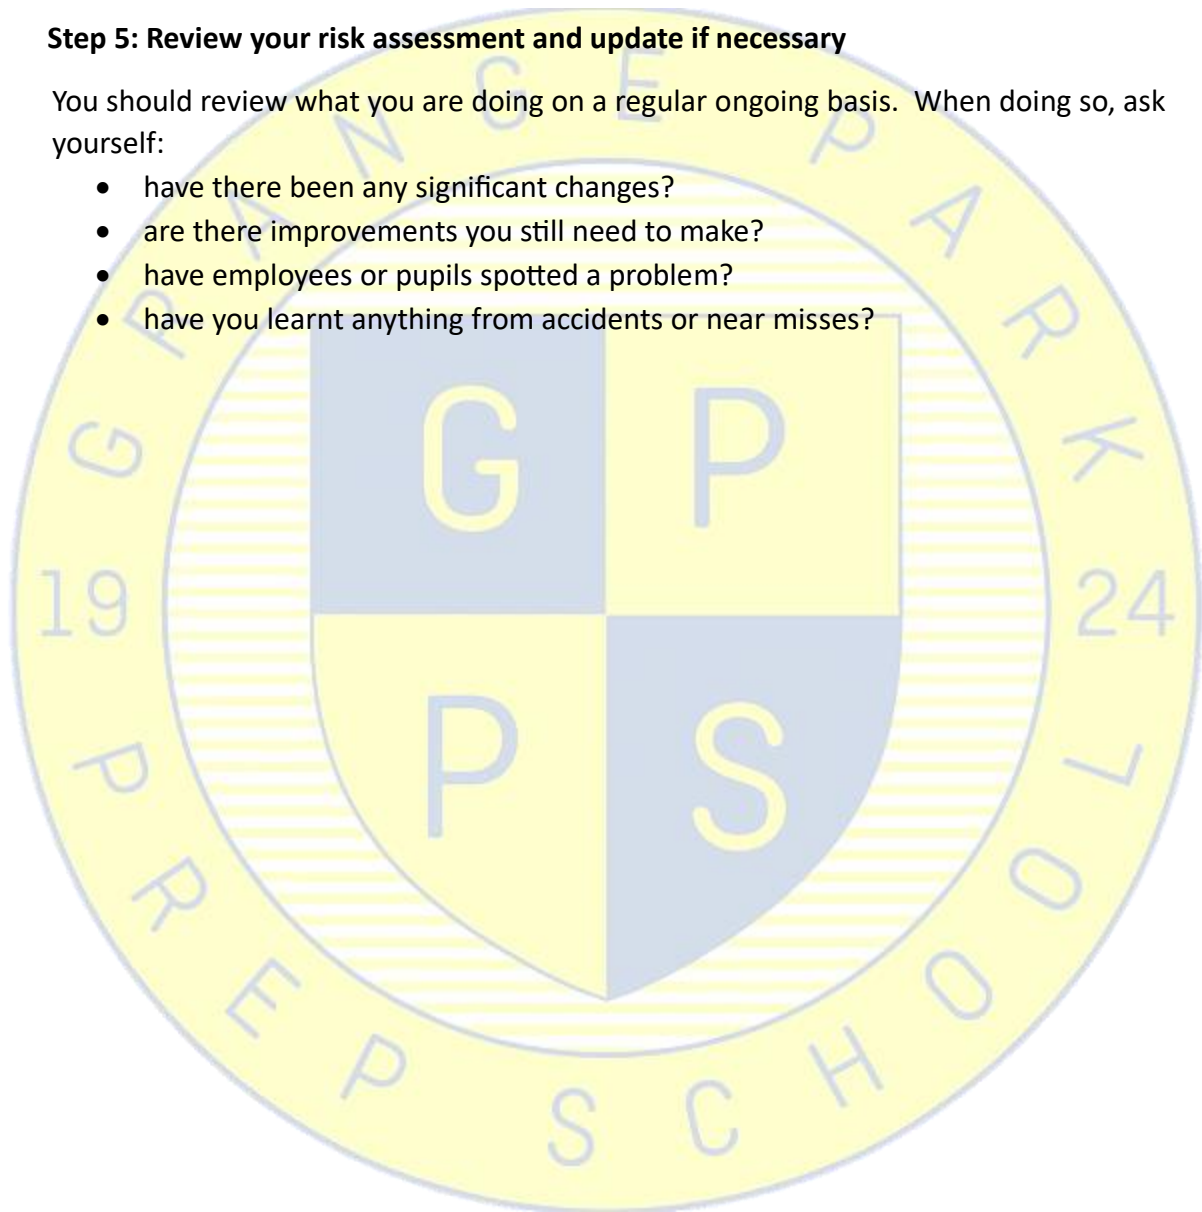 Step 5: Review your risk assessment and update if necessary
You should review what you are doing on a regular ongoing basis. When doing so, ask
yourself:
• have there been any significant changes?
• are there improvements you still need to make?
• have employees or pupils spotted a problem?
• have you learnt anything from accidents or near misses?
GRANGE PARK
G P
19 24
P S
PREP SCHOOL